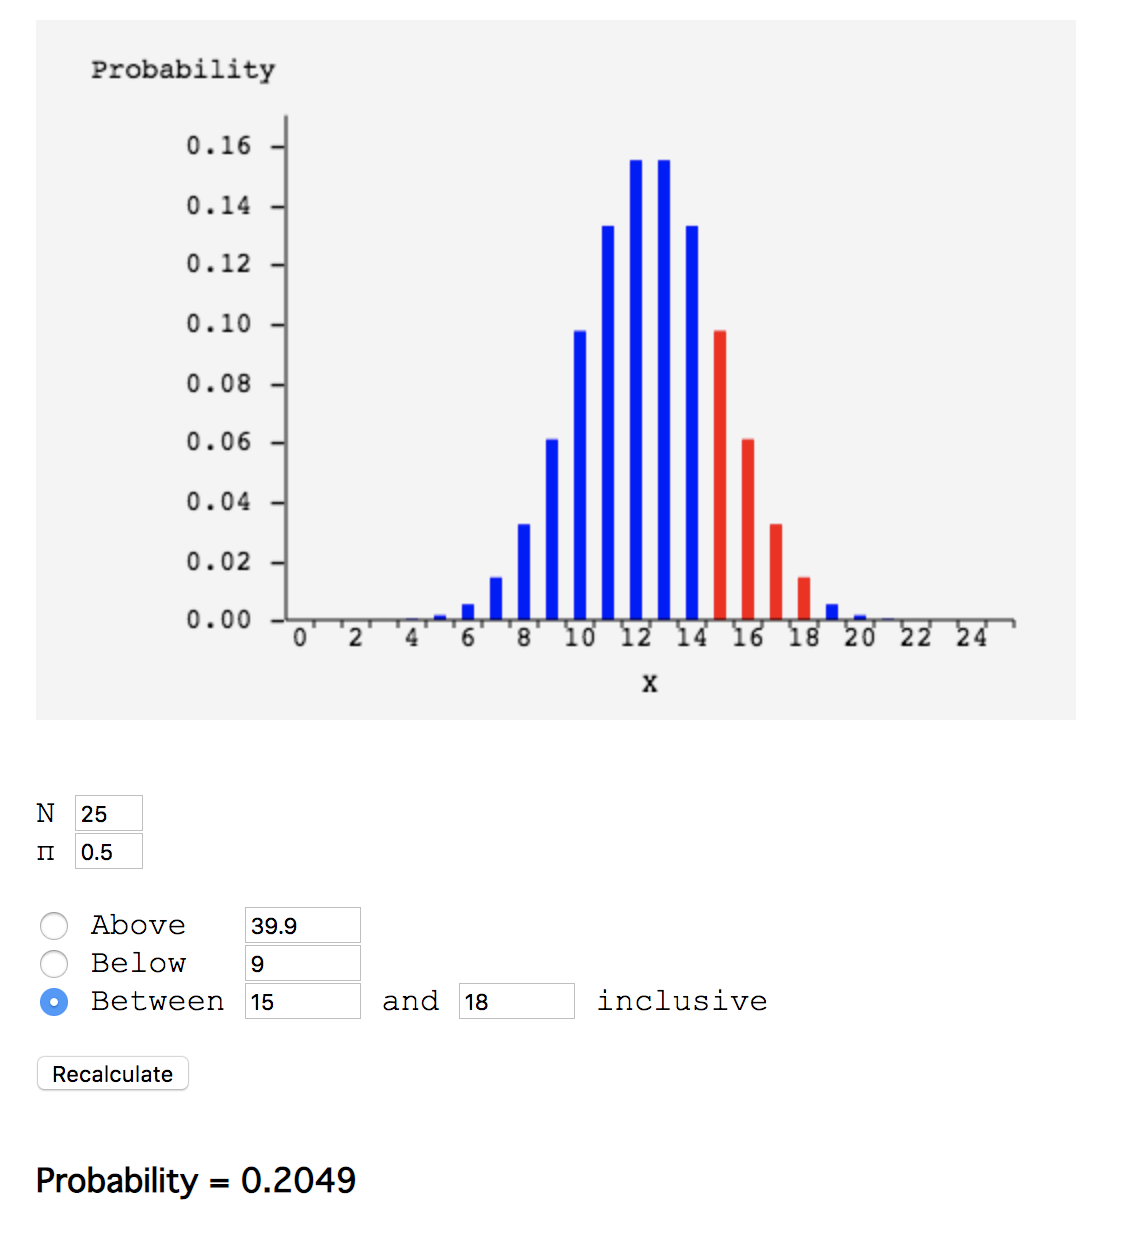 Probability
0.16
0.14
0.12
0.10
0.08
0.06
0.04
0.02
0.00
0 2 4 6 8 10 12 14 16 18 20 22 24
X
N 25
π 0.5
Above 39.9
Below 9
Between 15 and 18 inclusive
Recalculate
Probability = 0.2049